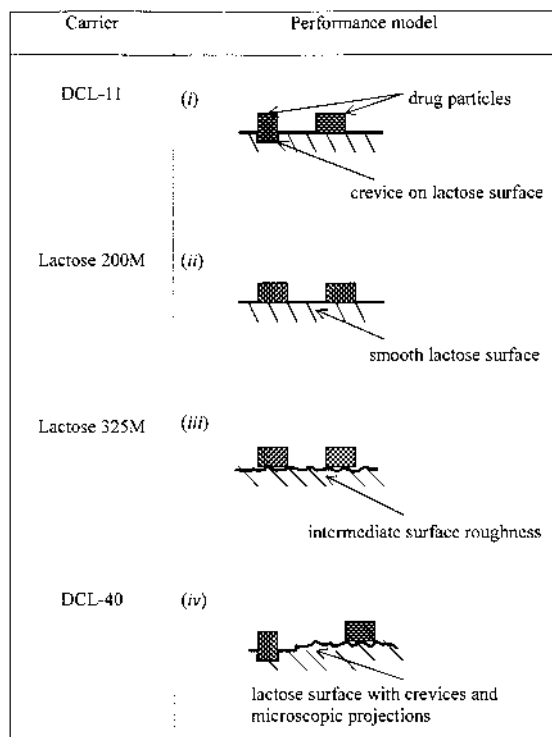 Carrier Performance model
DCL-11 (i)
drug particles
crevice on lactose surface
Lactose 200M (ii)
smooth lactose surface
Lactose 325M (iii)
intermediate surface roughness
DCL-40 (iv)
lactose surface with crevices and
microscopic projections